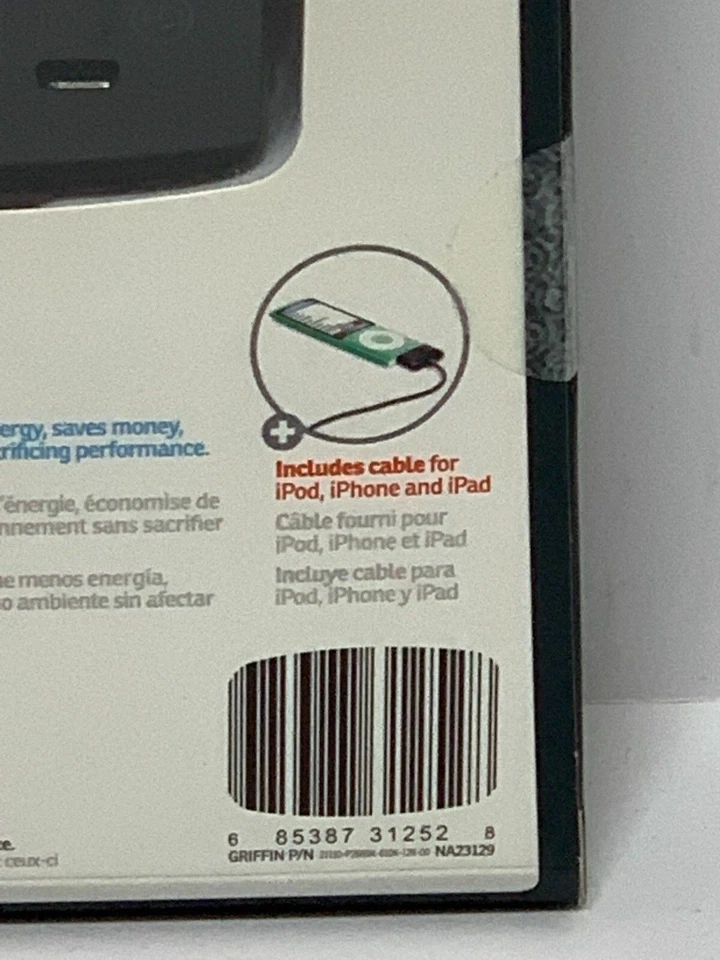 ergy, saves money,
rificing performance.
'énergie, économise de
nnement sans sacrifier
e menos energía,
o ambiente sin afectar
Includes cable for
iPod, iPhone and iPad
Câble fourni pour
iPod, iPhone et iPad
Incluye cable para
iPod, iPhone y iPad
6 85387 31252 8
GRIFFIN P/N NA23129
ce.
ceux-ci